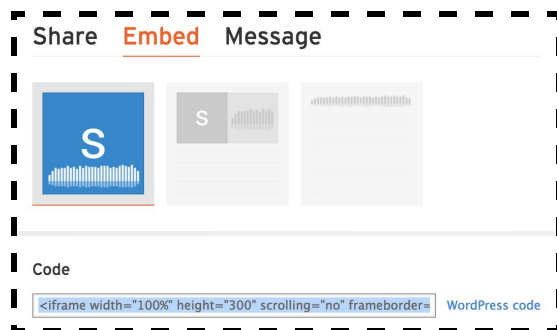 Share Embed Message
S
S
Code
<iframe width="100%" height="300" scrolling="no" frameborder= WordPress code